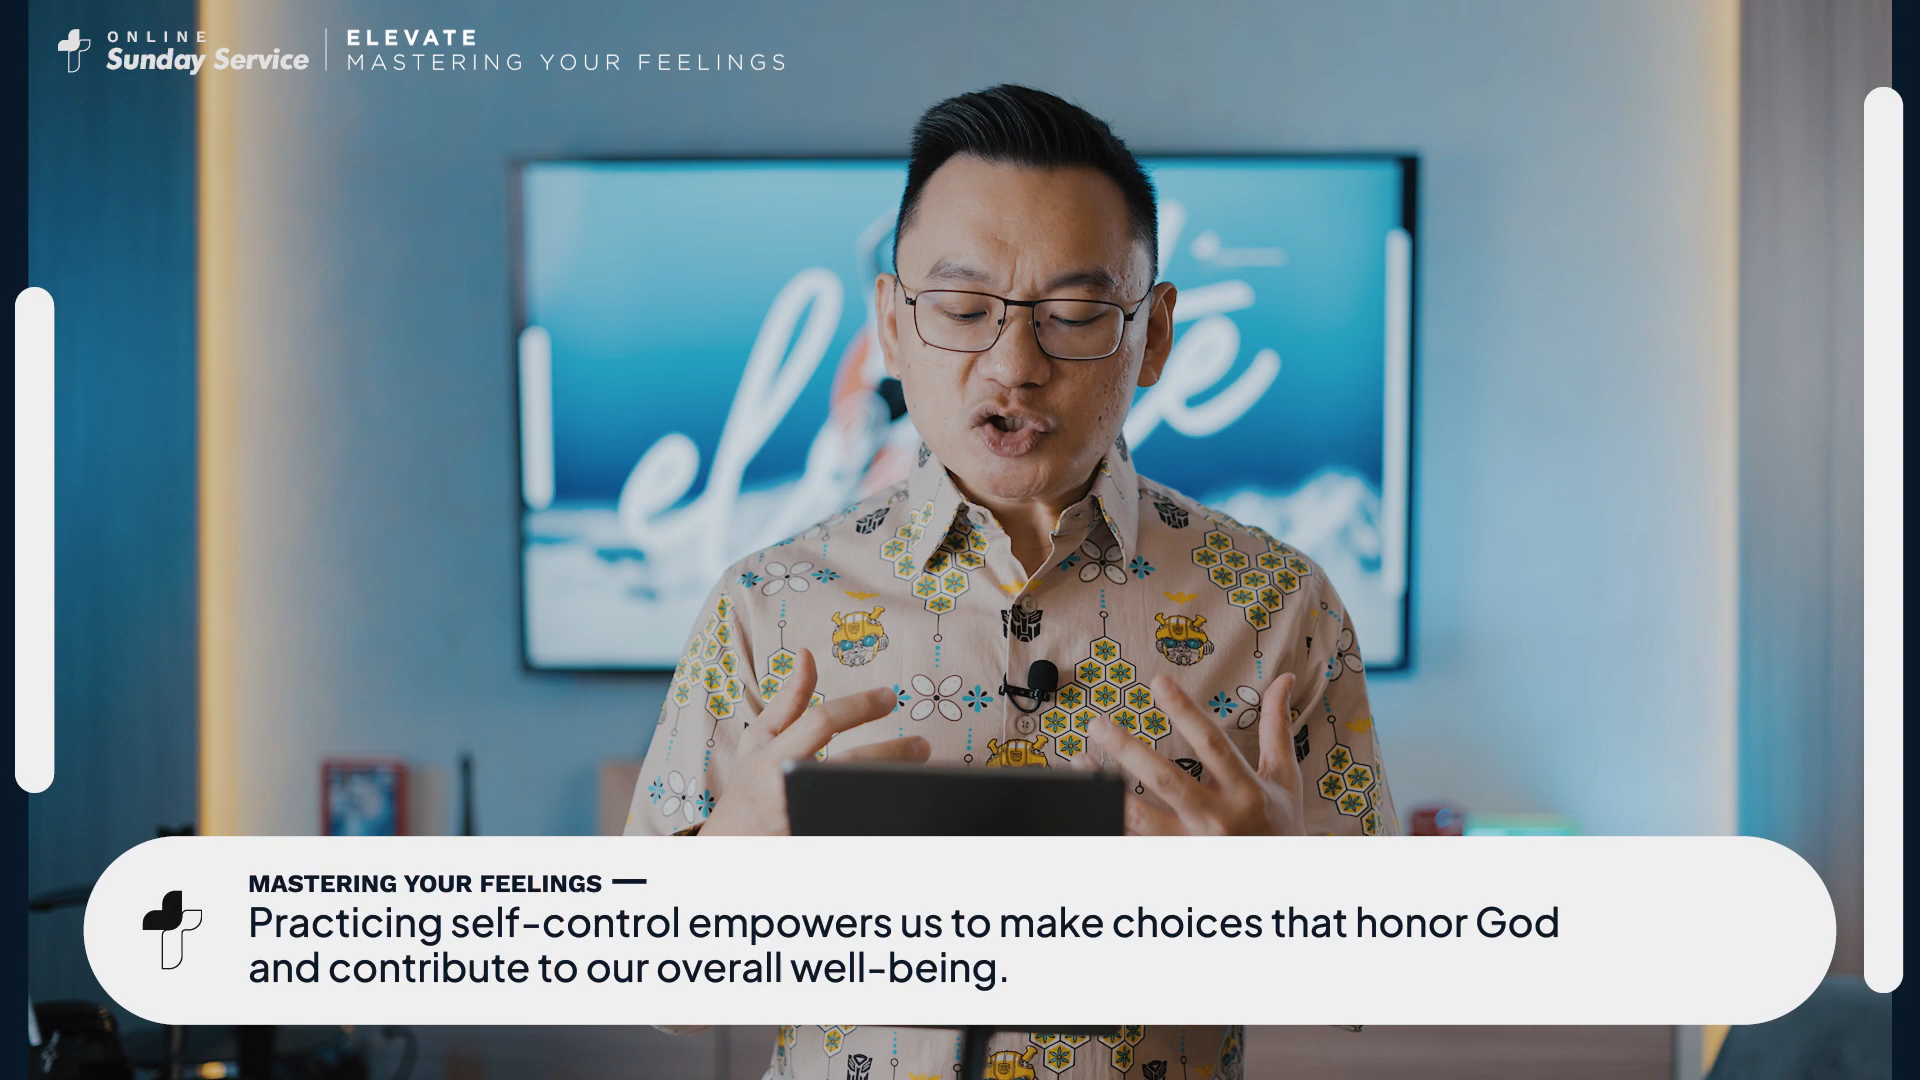 ONLINE
Sunday Service
ELEVATE
MASTERING YOUR FEELINGS
elevate
MASTERING YOUR FEELINGS —
Practicing self-control empowers us to make choices that honor God
and contribute to our overall well-being.